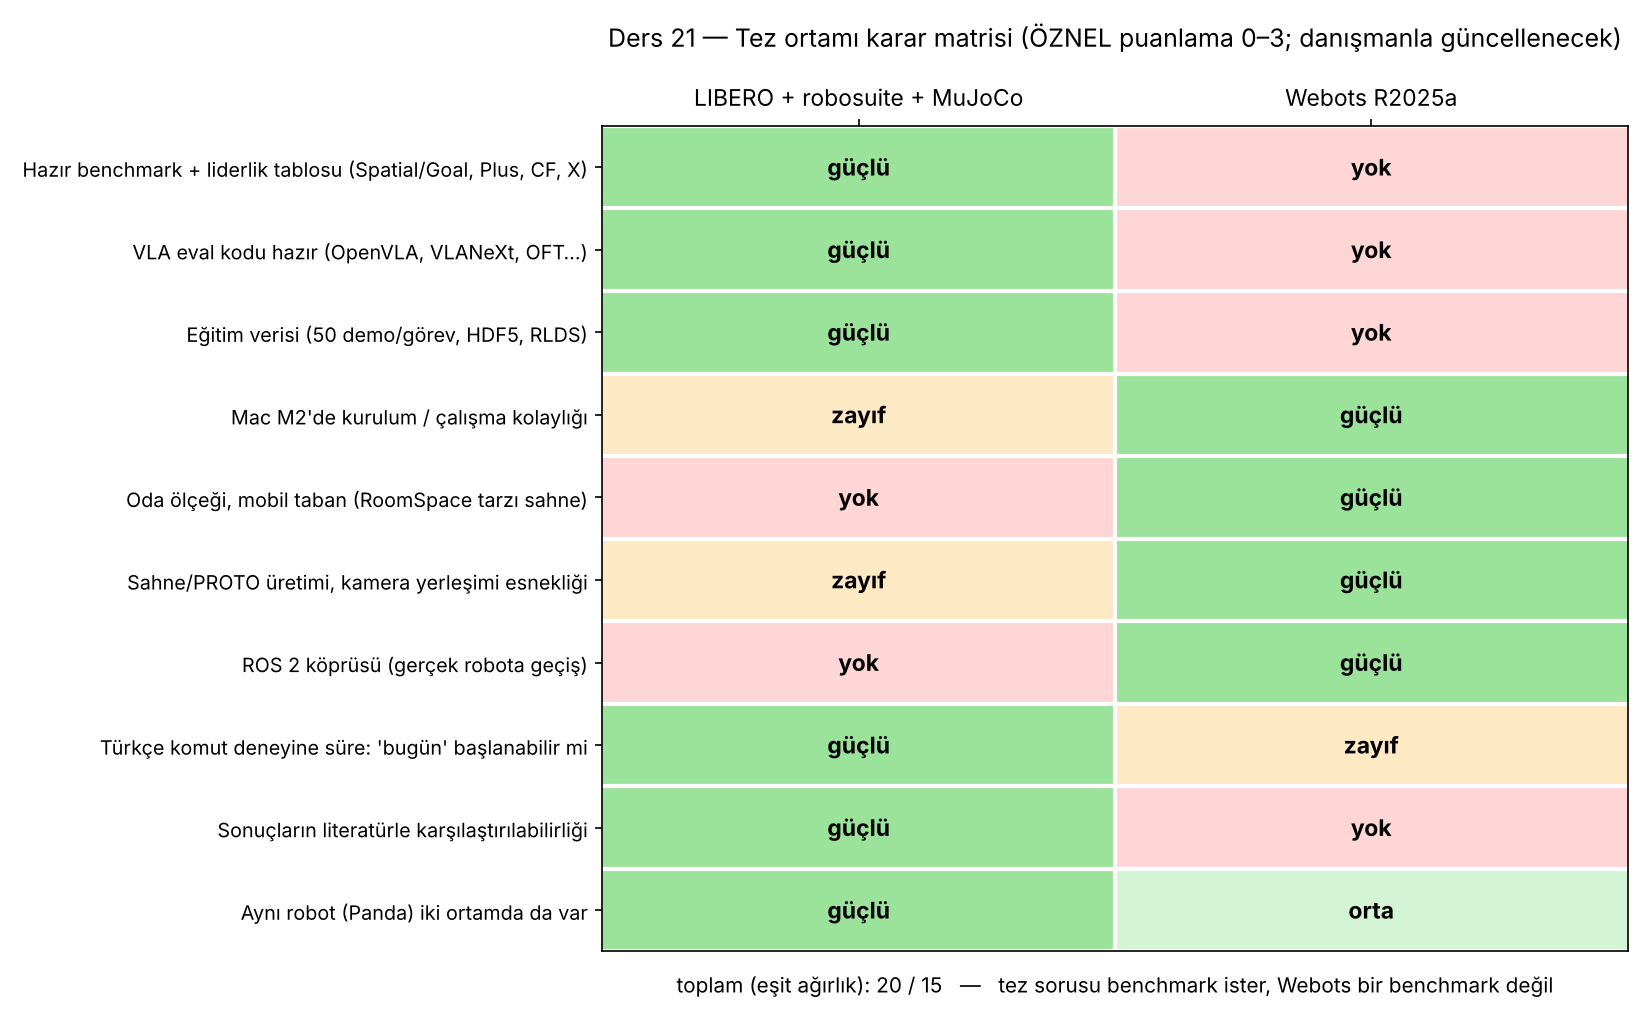 Ders 21 — Tez ortamı karar matrisi (ÖZNEL puanlama 0–3; danışmanla güncellenecek)
LIBERO + robosuite + MuJoCo
Webots R2025a
Hazır benchmark + liderlik tablosu (Spatial/Goal, Plus, CF, X)
güçlü
yok
VLA eval kodu hazır (OpenVLA, VLANeXt, OFT...)
güçlü
yok
Eğitim verisi (50 demo/görev, HDF5, RLDS)
güçlü
yok
Mac M2'de kurulum / çalışma kolaylığı
zayıf
güçlü
Oda ölçeği, mobil taban (RoomSpace tarzı sahne)
yok
güçlü
Sahne/PROTO üretimi, kamera yerleşimi esnekliği
zayıf
güçlü
ROS 2 köprüsü (gerçek robota geçiş)
yok
güçlü
Türkçe komut deneyine süre: 'bugün' başlanabilir mi
güçlü
zayıf
Sonuçların literatürle karşılaştırılabilirliği
güçlü
yok
Aynı robot (Panda) iki ortamda da var
güçlü
orta
toplam (eşit ağırlık): 20 / 15 — tez sorusu benchmark ister, Webots bir benchmark değil